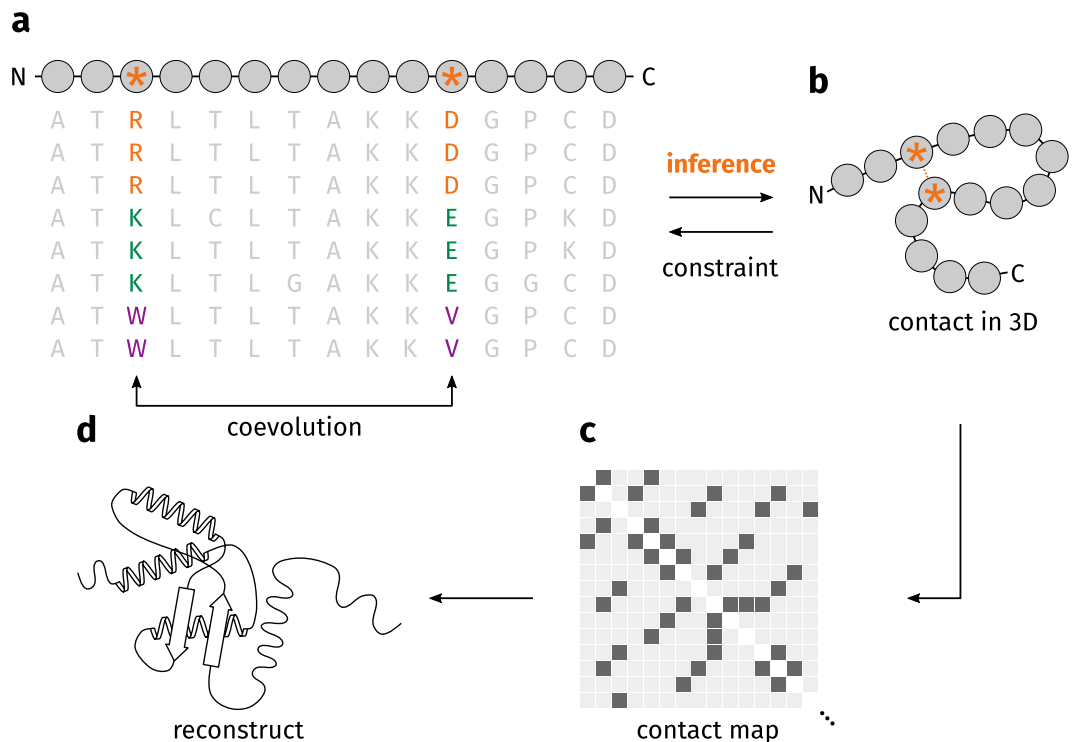 a
N * * C
A T R L T L T A K K D G P C D
A T R L T L T A K K D G P C D
A T R L T L T A K K D G P C D
A T K L C L T A K K E G P K D
A T K L T L T A K K E G P K D
A T K L T L G A K K E G G C D
A T W L T L T A K K V G P C D
A T W L T L T A K K V G P C D
coevolution
inference
constraint
b
N * * C
contact in 3D
c
contact map
d
reconstruct